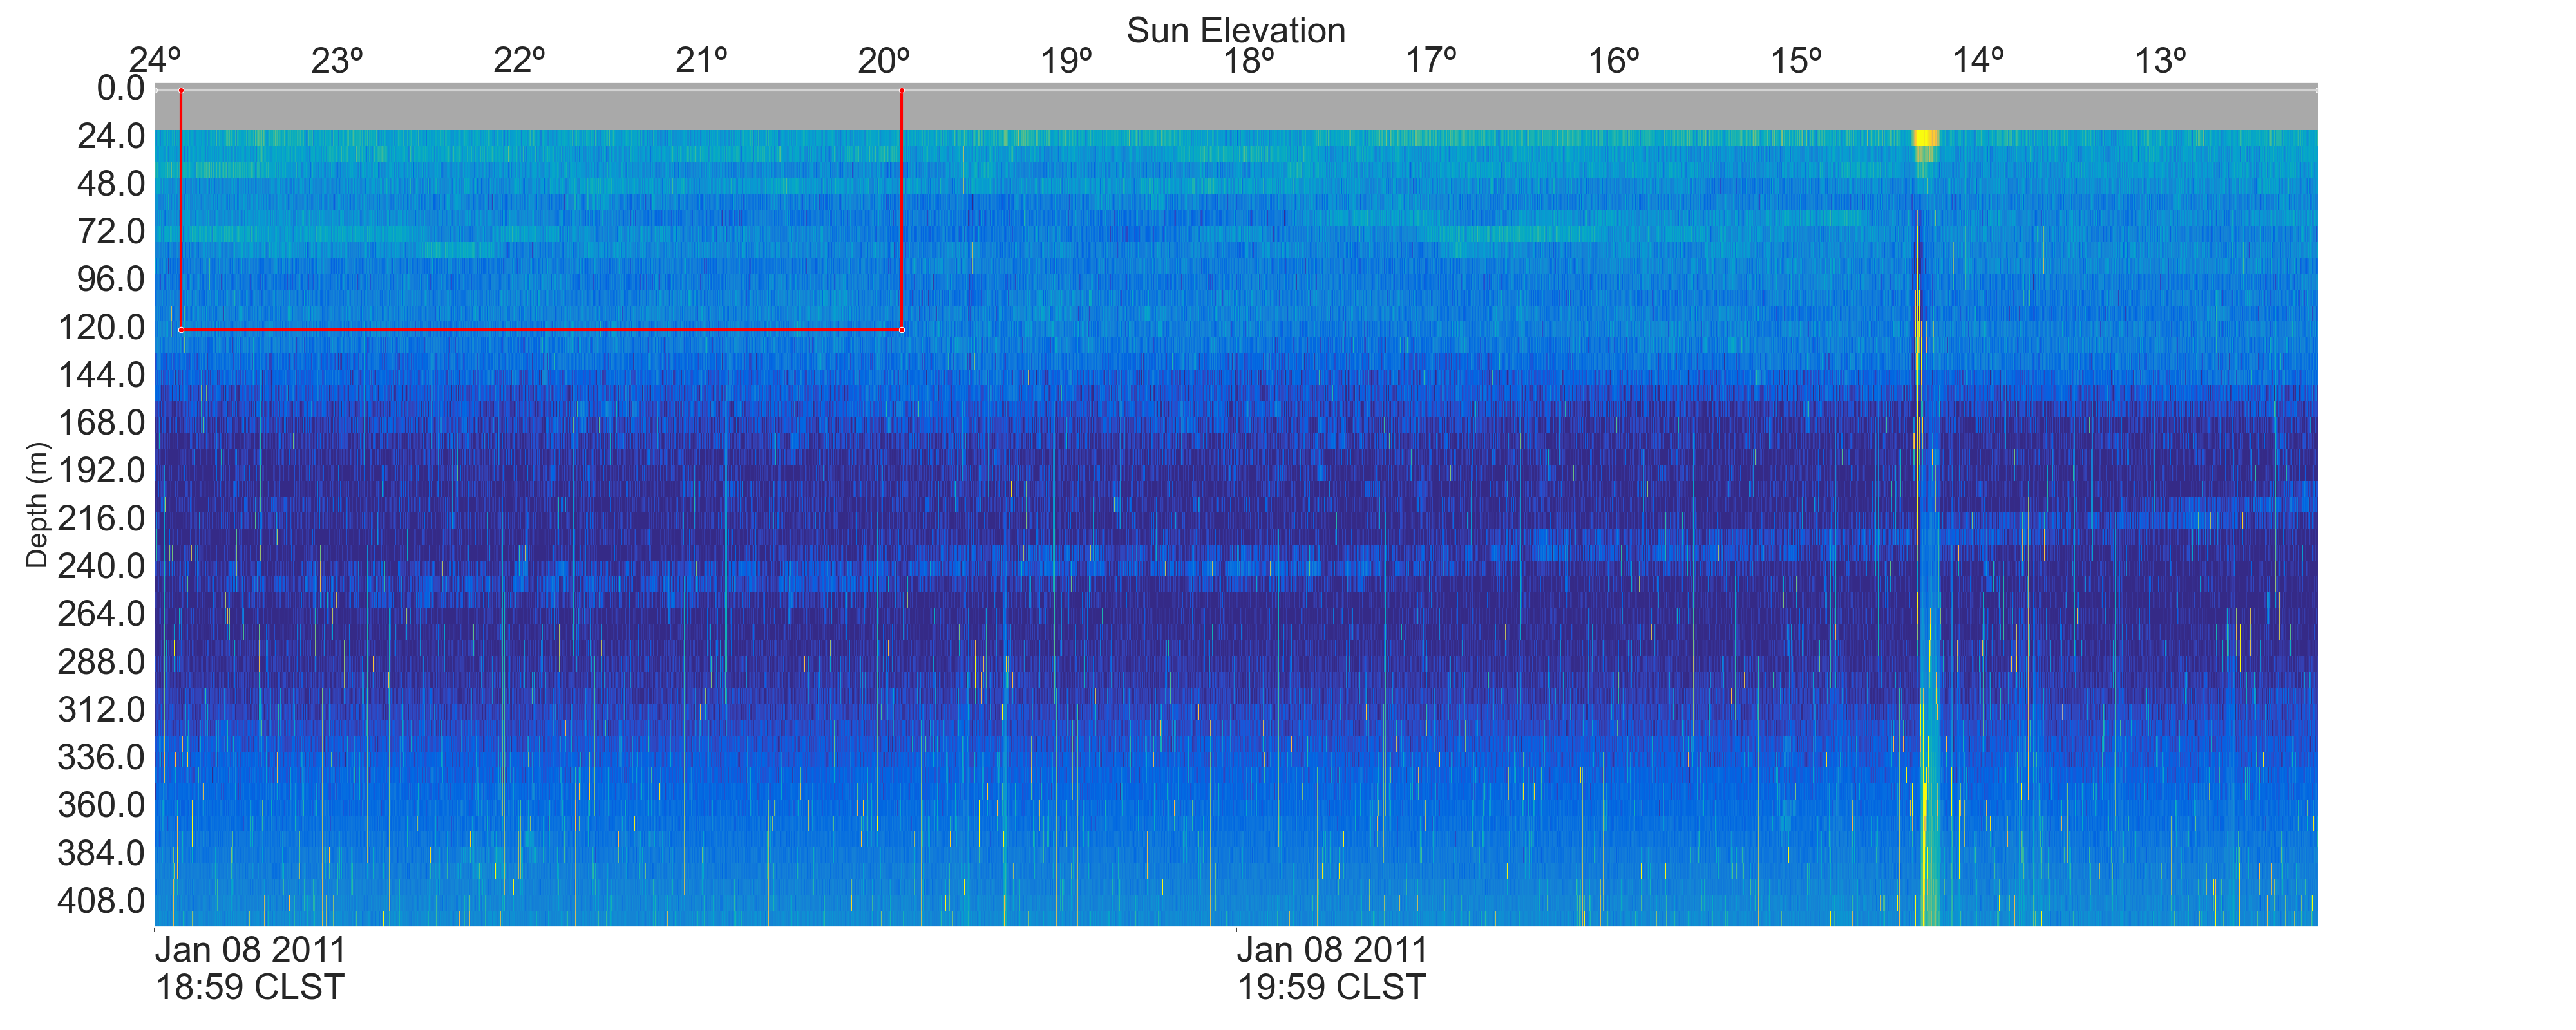 Sun Elevation
24º 23º 22º 21º 20º 19º 18º 17º 16º 15º 14º 13º
0.0
24.0
48.0
72.0
96.0
120.0
144.0
168.0
192.0
216.0
240.0
264.0
288.0
312.0
336.0
360.0
384.0
408.0
Depth (m)
Jan 08 2011
18:59 CLST
Jan 08 2011
19:59 CLST